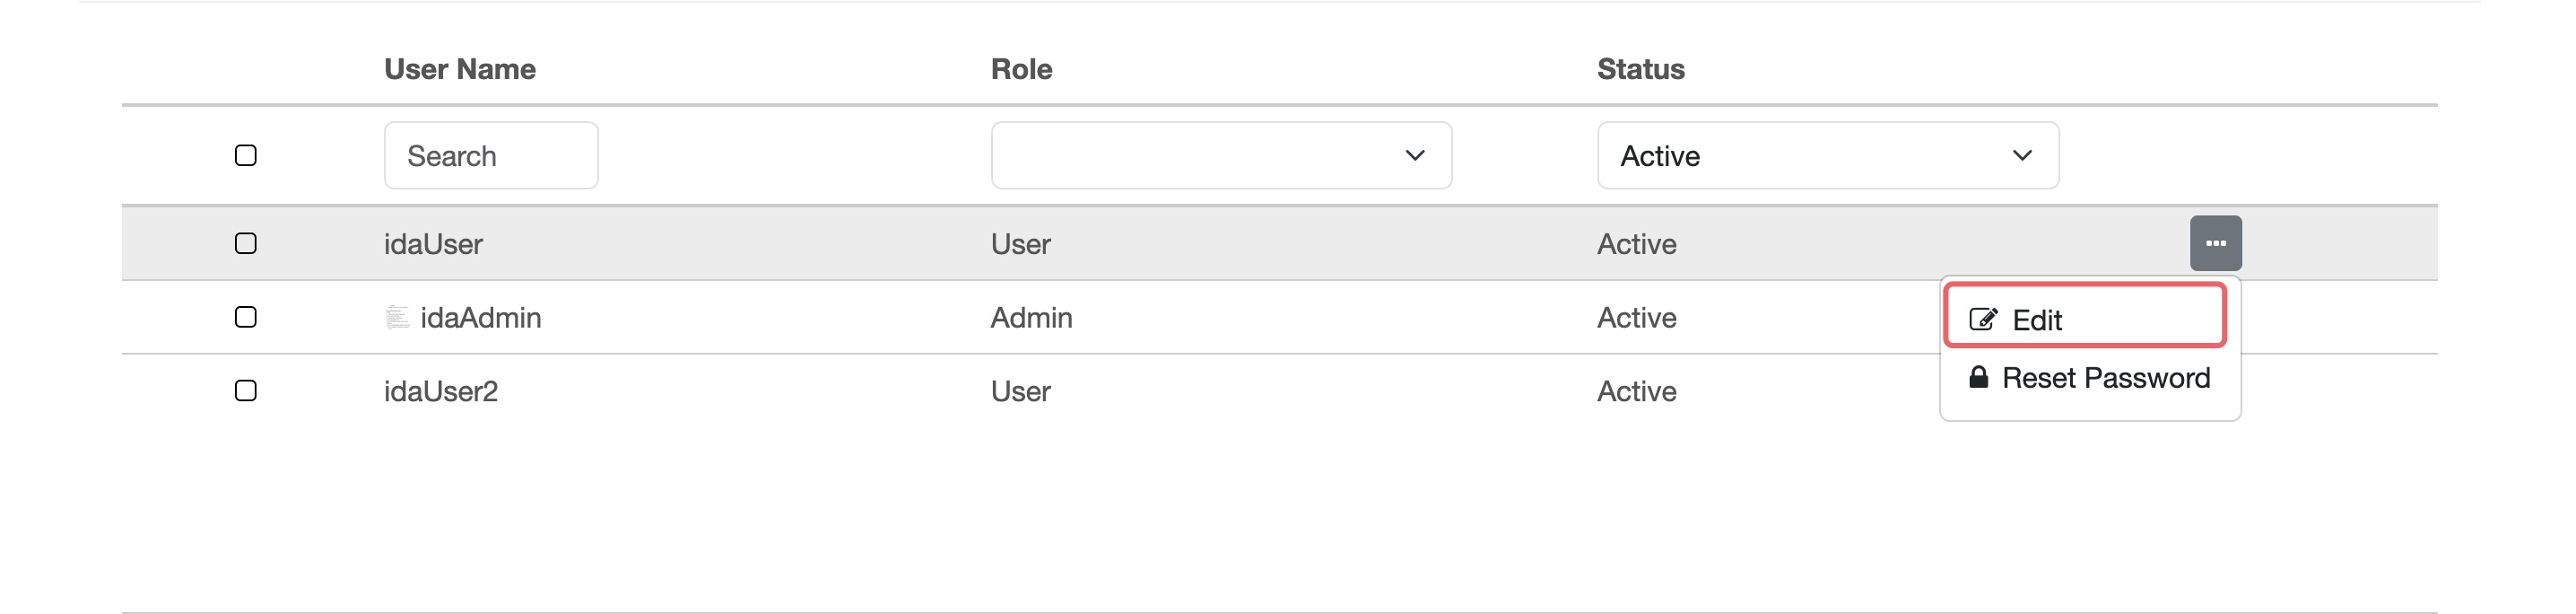 User Name Role Status
Search Active
idaUser User Active
idaAdmin Admin Active
Edit
Reset Password
idaUser2 User Active